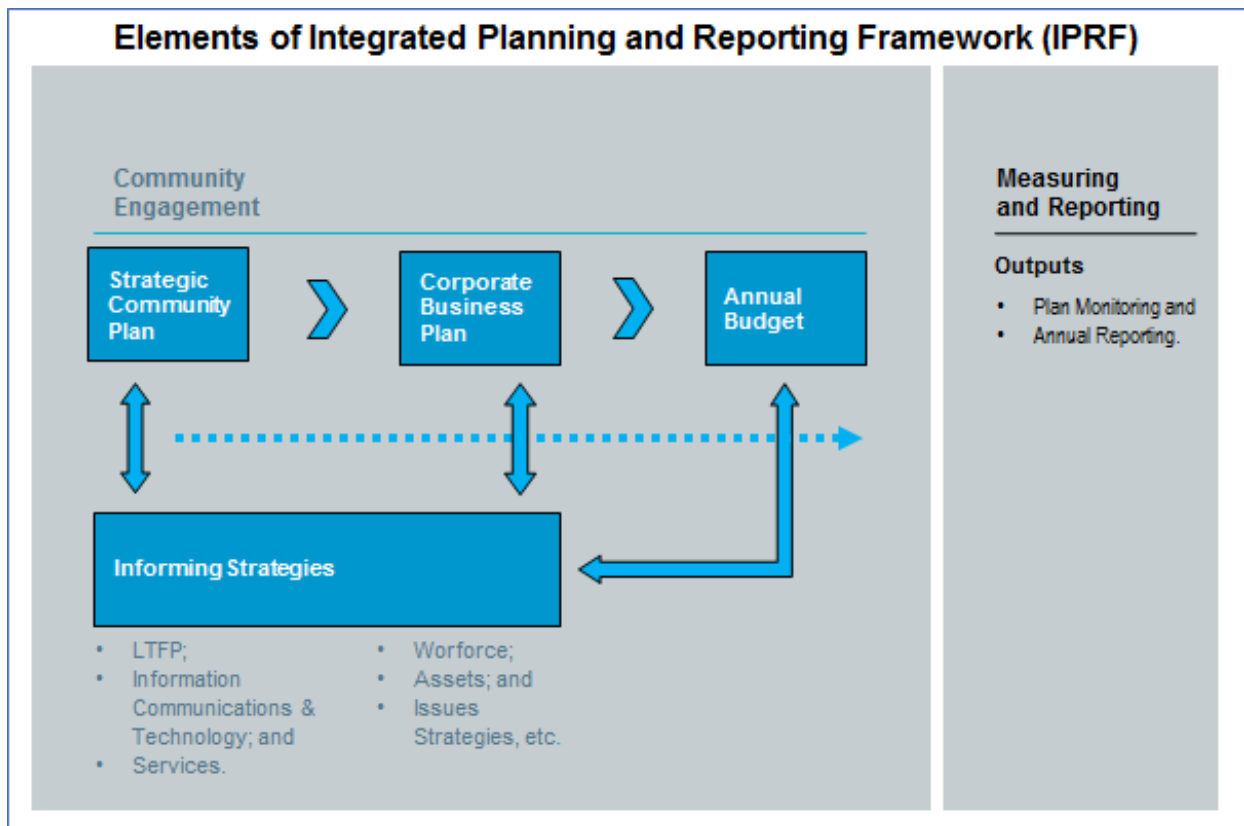 Elements of Integrated Planning and Reporting Framework (IPRF)
Community
Engagement
Strategic
Community
Plan
Corporate
Business
Plan
Annual
Budget
Informing Strategies
• LTFP;
• Information
Communications &
Technology; and
• Services.
• Worforce;
• Assets; and
• Issues
Strategies, etc.
Measuring
and Reporting
Outputs
• Plan Monitoring and
• Annual Reporting.